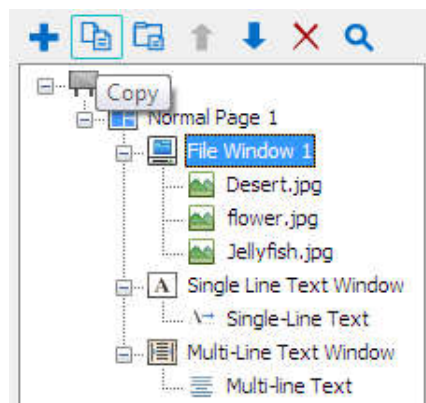 Copy
Normal Page 1
File Window 1
Desert.jpg
flower.jpg
Jellyfish.jpg
A Single Line Text Window
A Single-Line Text
Multi-Line Text Window
Multi-line Text